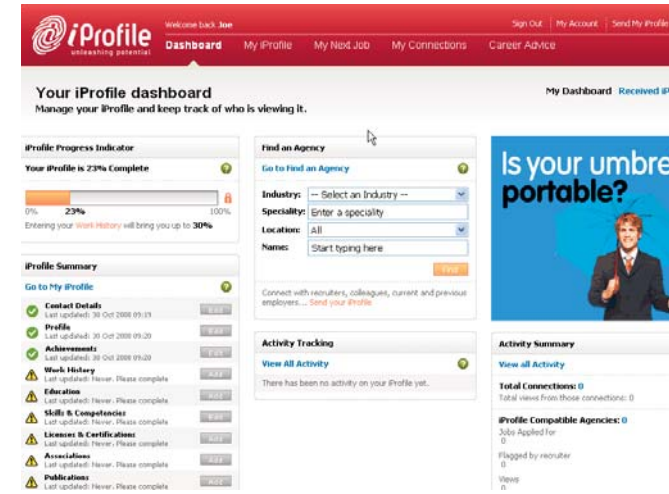 iProfile
unleashing potential
Welcome back Joe
Sign Out | My Account | Send My iProfile
Dashboard My iProfile My Next Job My Connections Career Advice
Your iProfile dashboard
Manage your iProfile and keep track of who is viewing it.
My Dashboard Received iP
iProfile Progress Indicator
Your iProfile is 23% Complete
0% 23% 100%
Entering your Work History will bring you up to 30%
iProfile Summary
Go to My iProfile
Contact Details
Last updated: 30 Oct 2008 09:19
Edit
Profile
Last updated: 30 Oct 2008 09:20
Edit
Achievements
Last updated: 30 Oct 2008 09:20
Edit
Work History
Last updated: Never. Please complete
Add
Education
Last updated: Never. Please complete
Add
Skills & Competencies
Last updated: Never. Please complete
Licenses & Certifications
Last updated: Never. Please complete
Add
Associations
Last updated: Never. Please complete
Add
Publications
Last updated: Never. Please complete
Add
Find an Agency
Go to Find an Agency
Industry: -- Select an Industry --
Speciality: Enter a speciality
Location: All
Name: Start typing here
Find
Connect with recruiters, colleagues, current and previous
employers... Send your iProfile
Activity Tracking
View All Activity
There has been no activity on your iProfile yet.
Is your umbre
portable?
Activity Summary
View all Activity
Total Connections: 0
Total views from those connections: 0
iProfile Compatible Agencies: 0
Jobs Applied for
0
Flagged by recruiter
0
Views
0